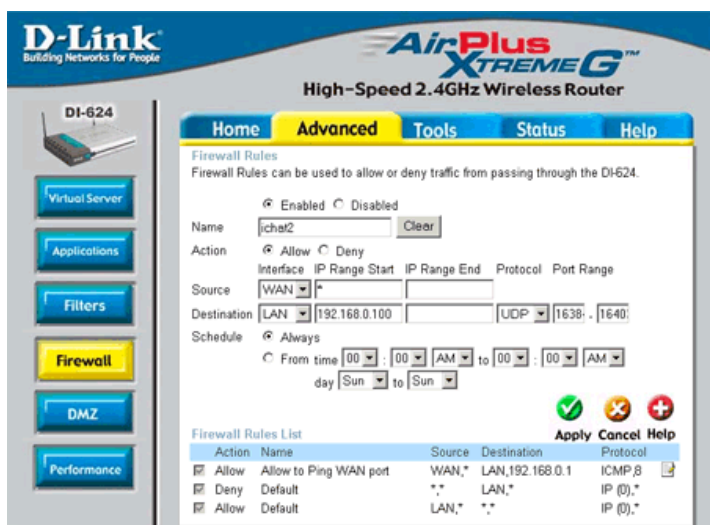 D-Link
Building Networks for People
AirPlus
XTREME G™
High-Speed 2.4GHz Wireless Router
DI-624
Home Advanced Tools Status Help
Virtual Server
Applications
Filters
Firewall
DMZ
Performance
Firewall Rules
Firewall Rules can be used to allow or deny traffic from passing through the DI-624.
Enabled Disabled
Name ichat2 Clear
Action Allow Deny
Interface IP Range Start IP Range End Protocol Port Range
Source WAN *
Destination LAN 192.168.0.100 UDP 1638 - 1640
Schedule Always
From time 00 : 00 AM to 00 : 00 AM
day Sun to Sun
Apply Cancel Help
Firewall Rules List
Action Name Source Destination Protocol
Allow Allow to Ping WAN port WAN,* LAN,192.168.0.1 ICMP,8
Deny Default *,* LAN,* IP (0),*
Allow Default LAN,* *,* IP (0),*